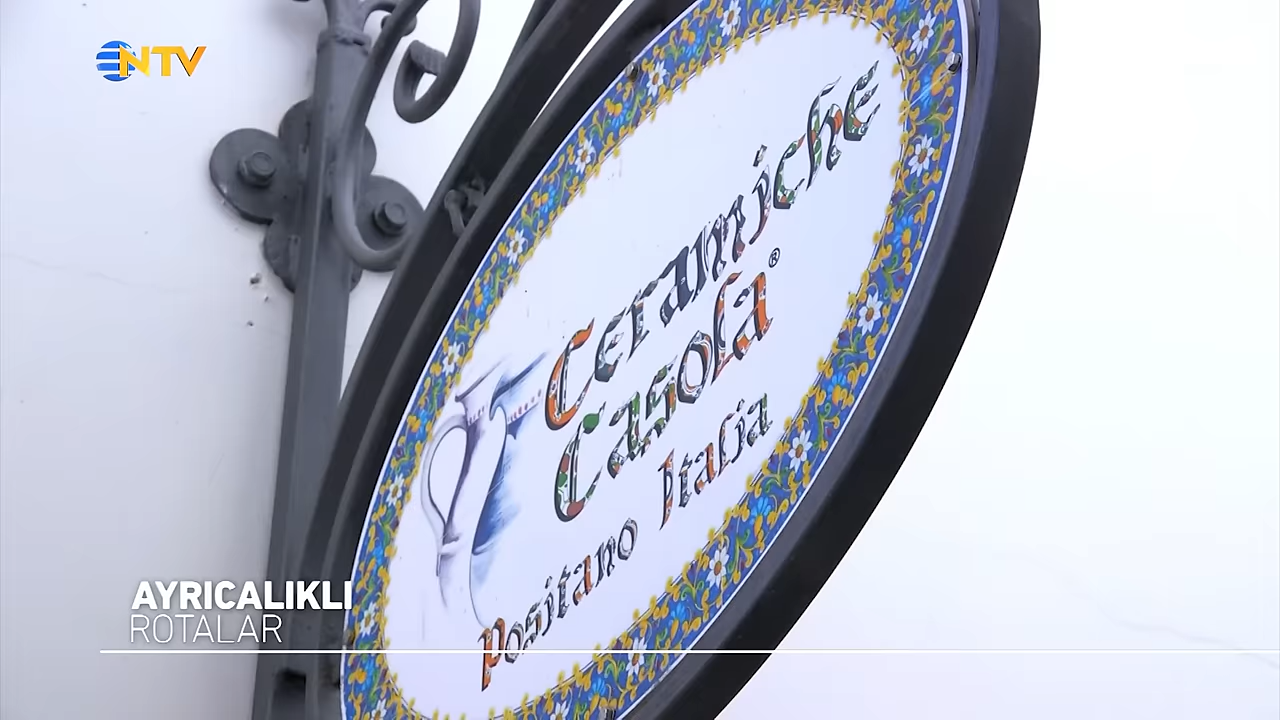 NTV
Ceramiche
Casola®
Positano Italia
AYRICALIKLI
ROTALAR